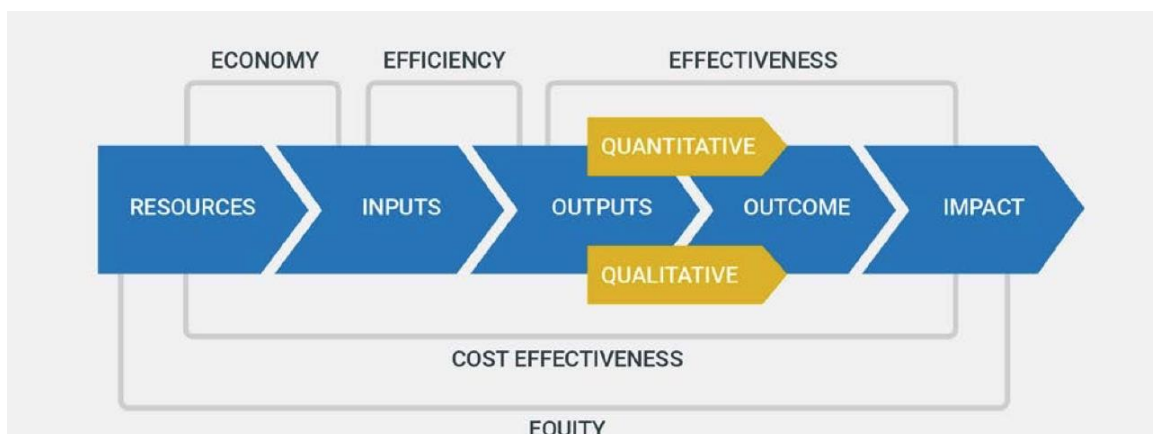 ECONOMY EFFICIENCY EFFECTIVENESS
QUANTITATIVE
RESOURCES INPUTS OUTPUTS OUTCOME IMPACT
QUALITATIVE
COST EFFECTIVENESS
EQUITY